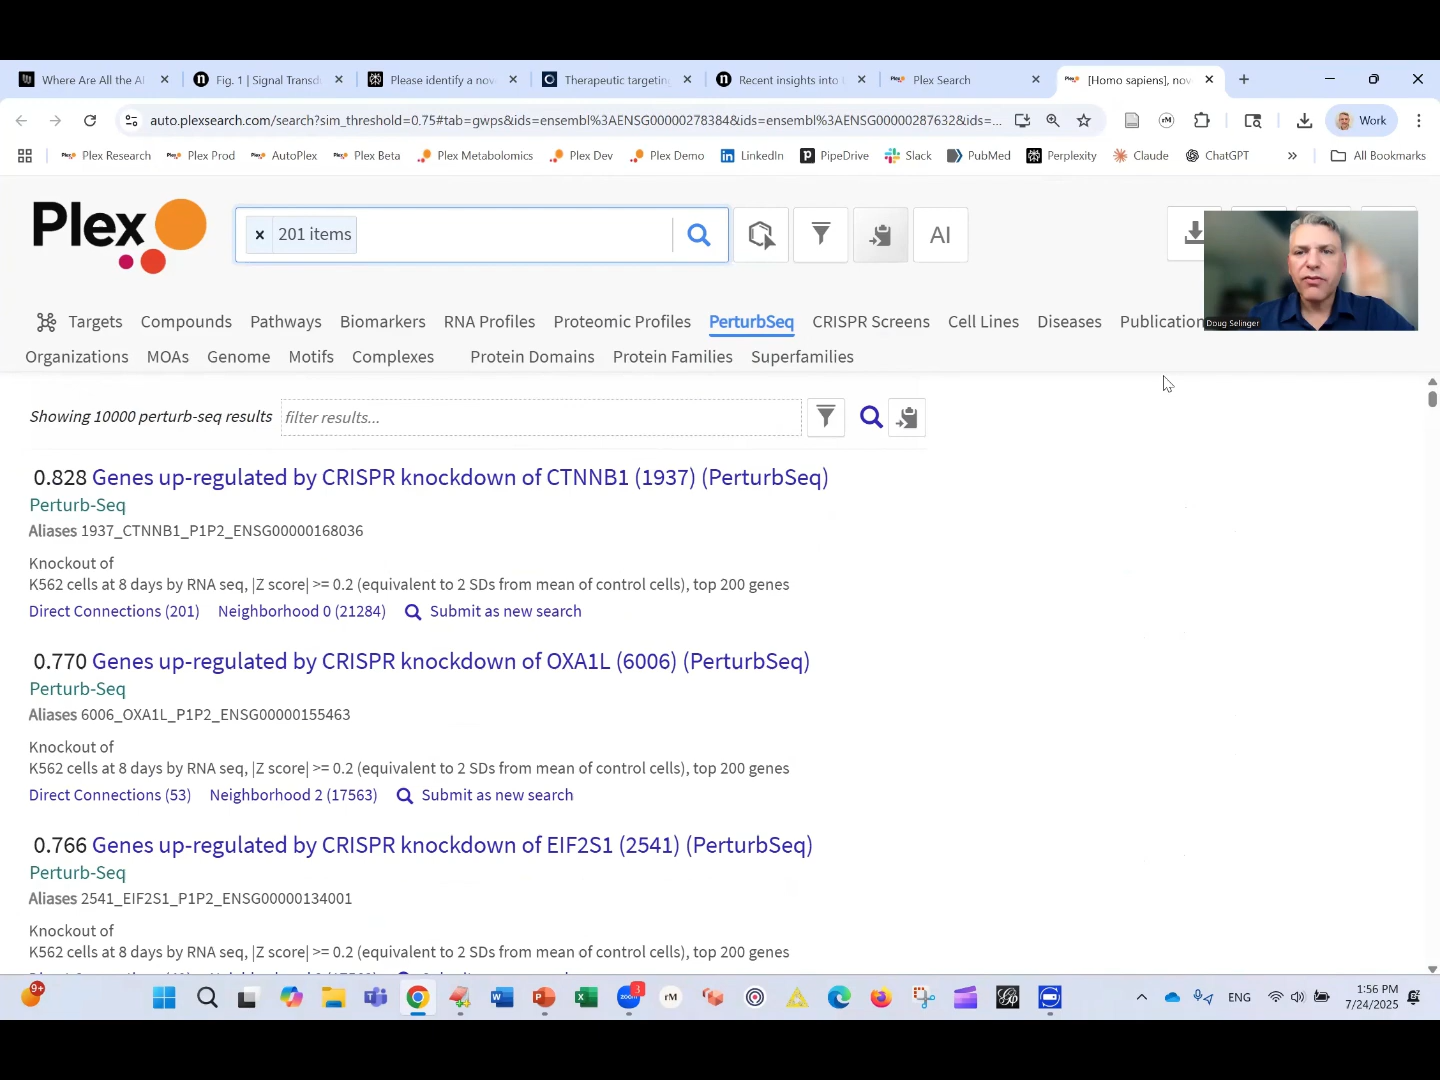 Where Are All the AI
Fig. 1 | Signal Transd
Please identify a nov
Therapeutic targeting
Recent insights into
Plex Search
[Homo sapiens], nov
auto.plexsearch.com/search?sim_threshold=0.75#tab=gwps&ids=ensembl%3AENSG00000278384&ids=ensembl%3AENSG00000287632&ids=...
Work
Plex Research
Plex Prod
AutoPlex
Plex Beta
Plex Metabolomics
Plex Dev
Plex Demo
LinkedIn
PipeDrive
Slack
PubMed
Perplexity
Claude
ChatGPT
»
All Bookmarks
Plex
× 201 items
AI
Targets
Compounds
Pathways
Biomarkers
RNA Profiles
Proteomic Profiles
PerturbSeq
CRISPR Screens
Cell Lines
Diseases
Publication
Doug Selinger
Organizations
MOAs
Genome
Motifs
Complexes
Protein Domains
Protein Families
Superfamilies
Showing 10000 perturb-seq results
filter results...
0.828 Genes up-regulated by CRISPR knockdown of CTNNB1 (1937) (PerturbSeq)
Perturb-Seq
Aliases 1937_CTNNB1_P1P2_ENSG00000168036
Knockout of
K562 cells at 8 days by RNA seq, |Z score| >= 0.2 (equivalent to 2 SDs from mean of control cells), top 200 genes
Direct Connections (201) Neighborhood 0 (21284) Submit as new search
0.770 Genes up-regulated by CRISPR knockdown of OXA1L (6006) (PerturbSeq)
Perturb-Seq
Aliases 6006_OXA1L_P1P2_ENSG00000155463
Knockout of
K562 cells at 8 days by RNA seq, |Z score| >= 0.2 (equivalent to 2 SDs from mean of control cells), top 200 genes
Direct Connections (53) Neighborhood 2 (17563) Submit as new search
0.766 Genes up-regulated by CRISPR knockdown of EIF2S1 (2541) (PerturbSeq)
Perturb-Seq
Aliases 2541_EIF2S1_P1P2_ENSG00000134001
Knockout of
K562 cells at 8 days by RNA seq, |Z score| >= 0.2 (equivalent to 2 SDs from mean of control cells), top 200 genes
9+
zoom
3
rM
ENG
1:56 PM
7/24/2025